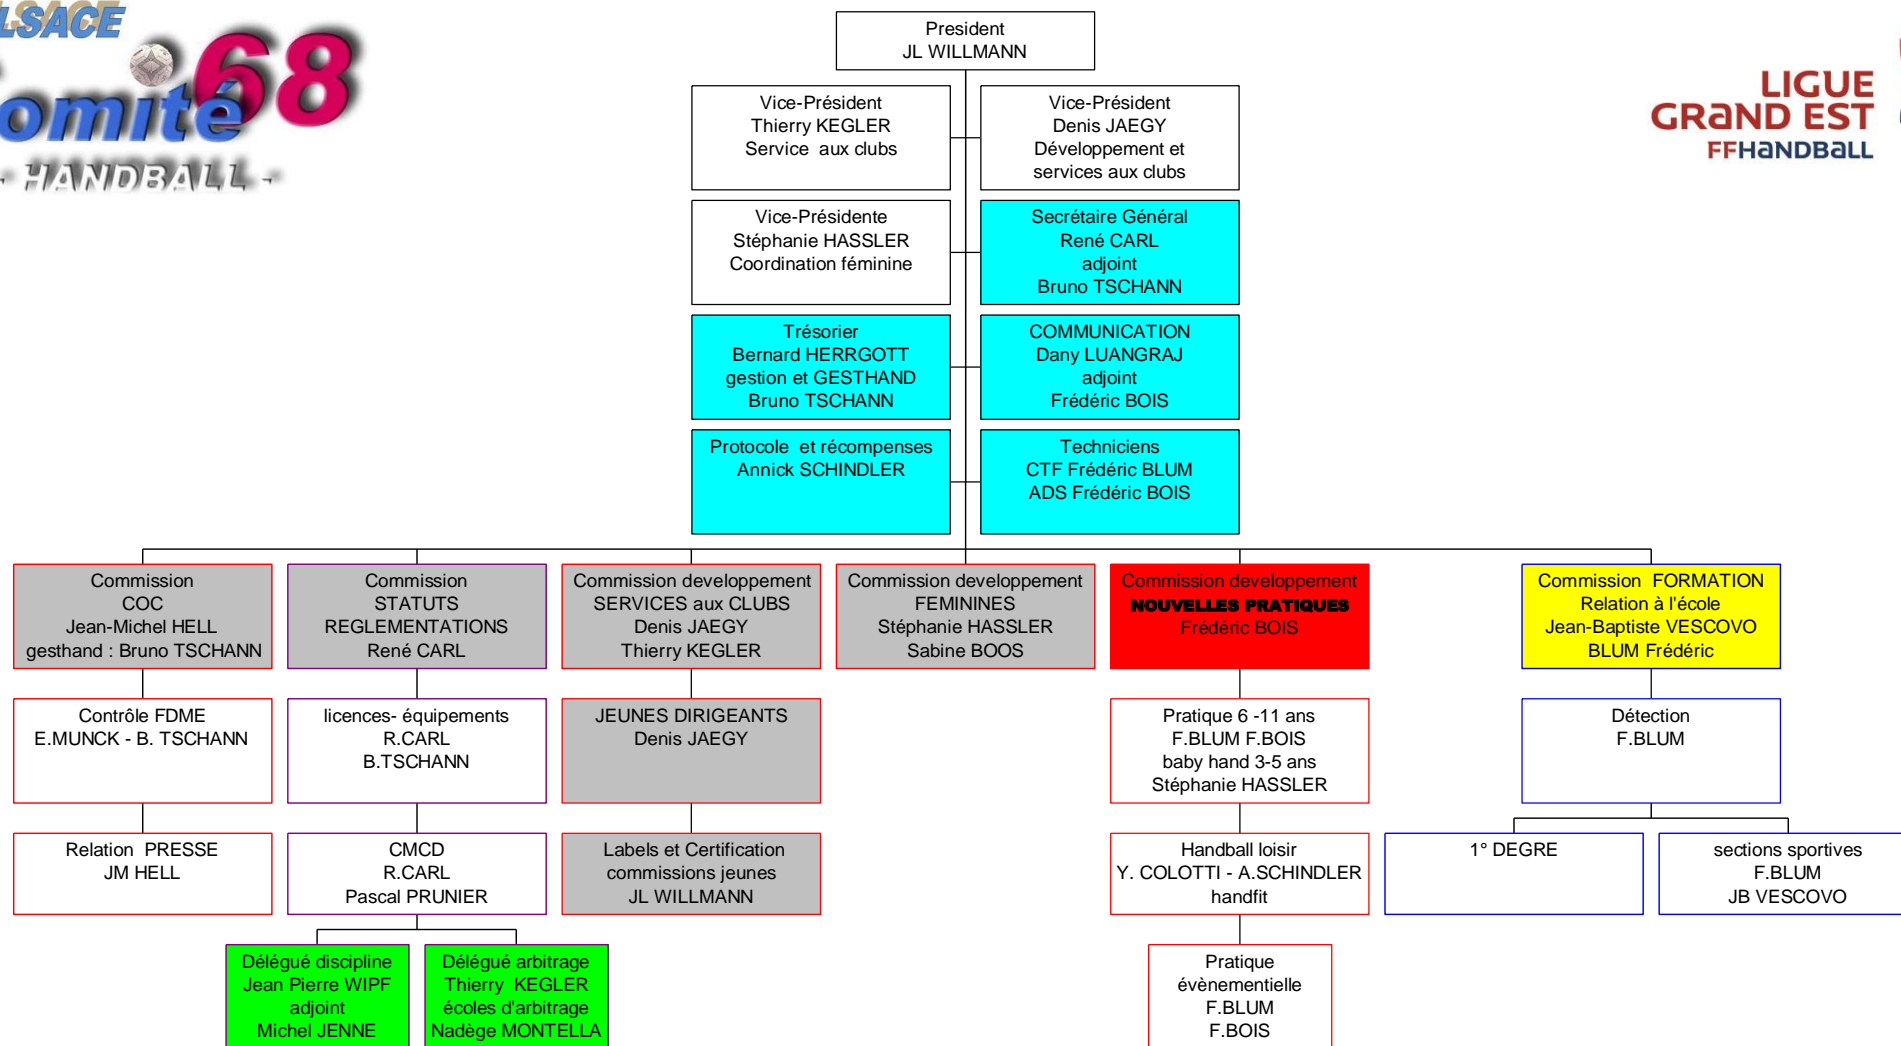 LSACE
omité 68
- HANDBALL -
LIGUE
GRAND EST
FFHANDBALL
President
JL WILLMANN
Vice-Président
Thierry KEGLER
Service aux clubs
Vice-Président
Denis JAEGY
Développement et
services aux clubs
Vice-Présidente
Stéphanie HASSLER
Coordination féminine
Secrétaire Général
René CARL
adjoint
Bruno TSCHANN
Trésorier
Bernard HERRGOTT
gestion et GESTHAND
Bruno TSCHANN
COMMUNICATION
Dany LUANGRAJ
adjoint
Frédéric BOIS
Protocole et récompenses
Annick SCHINDLER
Techniciens
CTF Frédéric BLUM
ADS Frédéric BOIS
Commission
COC
Jean-Michel HELL
gesthand : Bruno TSCHANN
Commission
STATUTS
REGLEMENTATIONS
René CARL
Commission developpement
SERVICES aux CLUBS
Denis JAEGY
Thierry KEGLER
Commission developpement
FEMININES
Stéphanie HASSLER
Sabine BOOS
Commission developpement
NOUVELLES PRATIQUES
Frédéric BOIS
Commission FORMATION
Relation à l'école
Jean-Baptiste VESCOVO
BLUM Frédéric
Contrôle FDME
E.MUNCK - B. TSCHANN
licences- équipements
R.CARL
B.TSCHANN
JEUNES DIRIGEANTS
Denis JAEGY
Pratique 6 -11 ans
F.BLUM F.BOIS
baby hand 3-5 ans
Stéphanie HASSLER
Détection
F.BLUM
Relation PRESSE
JM HELL
CMCD
R.CARL
Pascal PRUNIER
Labels et Certification
commissions jeunes
JL WILLMANN
Handball loisir
Y. COLOTTI - A.SCHINDLER
handfit
1° DEGRE
sections sportives
F.BLUM
JB VESCOVO
Délégué discipline
Jean Pierre WIPF
adjoint
Michel JENNE
Délégué arbitrage
Thierry KEGLER
écoles d'arbitrage
Nadège MONTELLA
Pratique
évènementielle
F.BLUM
F.BOIS